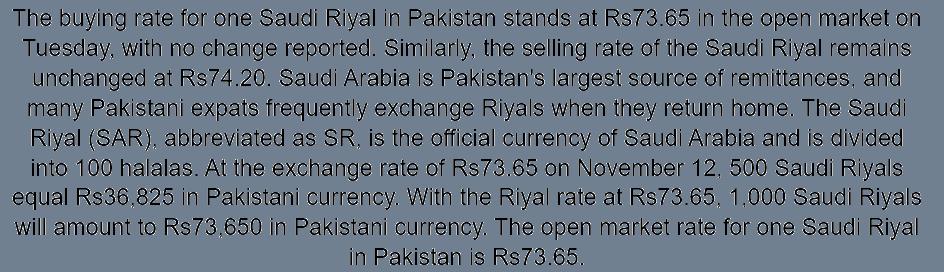 The buying rate for one Saudi Riyal in Pakistan stands at Rs73.65 in the open market on
Tuesday, with no change reported. Similarly, the selling rate of the Saudi Riyal remains
unchanged at Rs74.20. Saudi Arabia is Pakistan's largest source of remittances, and
many Pakistani expats frequently exchange Riyals when they return home. The Saudi
Riyal (SAR), abbreviated as SR, is the official currency of Saudi Arabia and is divided
into 100 halalas. At the exchange rate of Rs73.65 on November 12, 500 Saudi Riyals
equal Rs36,825 in Pakistani currency. With the Riyal rate at Rs73.65, 1,000 Saudi Riyals
will amount to Rs73,650 in Pakistani currency. The open market rate for one Saudi Riyal
in Pakistan is Rs73.65.